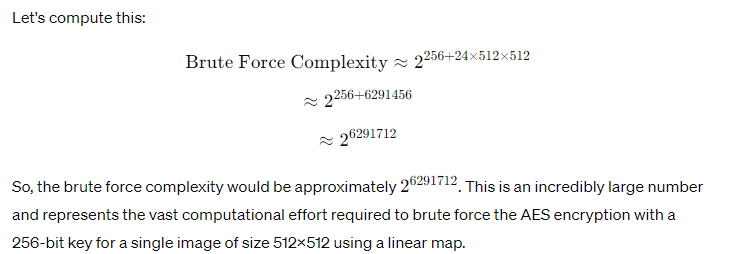 Let's compute this:
Brute Force Complexity ≈ 2^{256+24×512×512}
≈ 2^{256+6291456}
≈ 2^{6291712}
So, the brute force complexity would be approximately 2^{6291712}. This is an incredibly large number
and represents the vast computational effort required to brute force the AES encryption with a
256-bit key for a single image of size 512×512 using a linear map.